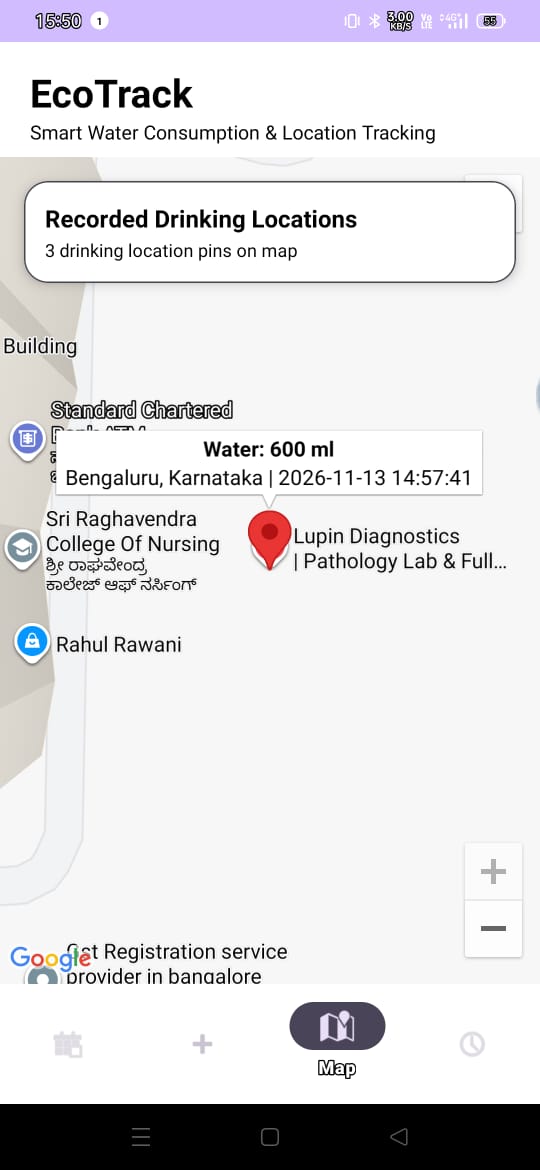 15:50
1
3.00
KB/S
Vo
LTE
4G+
55
EcoTrack
Smart Water Consumption & Location Tracking
Recorded Drinking Locations
3 drinking location pins on map
Building
Standard Chartered
Water: 600 ml
Bengaluru, Karnataka | 2026-11-13 14:57:41
Sri Raghavendra
College Of Nursing
ಶ್ರೀ ರಾಘವೇಂದ್ರ
ಕಾಲೇಜ್ ಆಫ್ ನರ್ಸಿಂಗ್
Lupin Diagnostics
| Pathology Lab & Full...
Rahul Rawani
Google
Registration service
provider in bangalore
Map